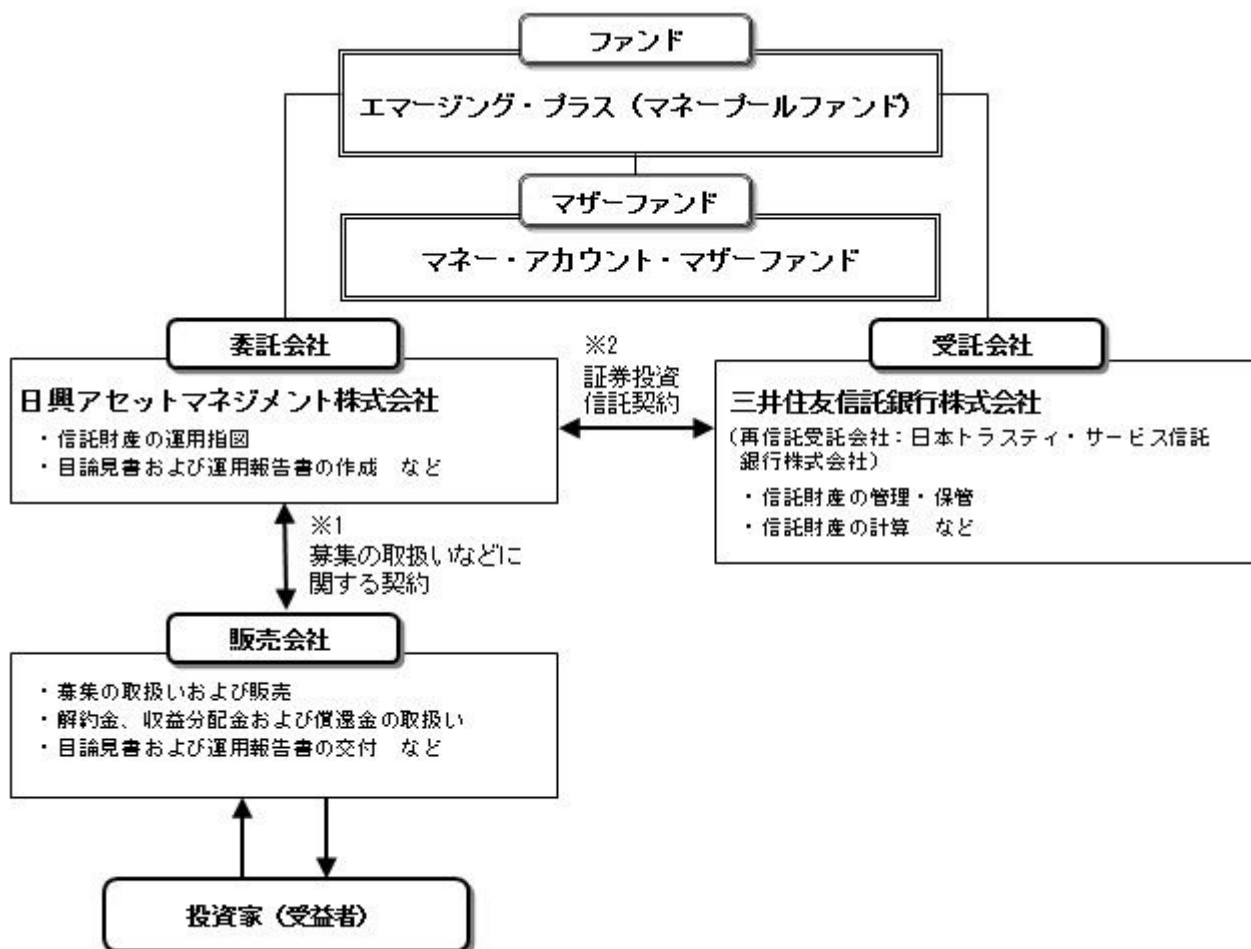 ファンド
エマージング・プラス（マネープールファンド）
マザーファンド
マネー・アカウント・マザーファンド
委託会社
日興アセットマネジメント株式会社
・信託財産の運用指図
・目論見書および運用報告書の作成　など
※2
証券投資
信託契約
受託会社
三井住友信託銀行株式会社
（再信託受託会社：日本トラスティ・サービス信託
銀行株式会社）
・信託財産の管理・保管
・信託財産の計算　など
※1
募集の取扱いなどに
関する契約
販売会社
・募集の取扱いおよび販売
・解約金、収益分配金および償還金の取扱い
・目論見書および運用報告書の交付　など
投資家（受益者）